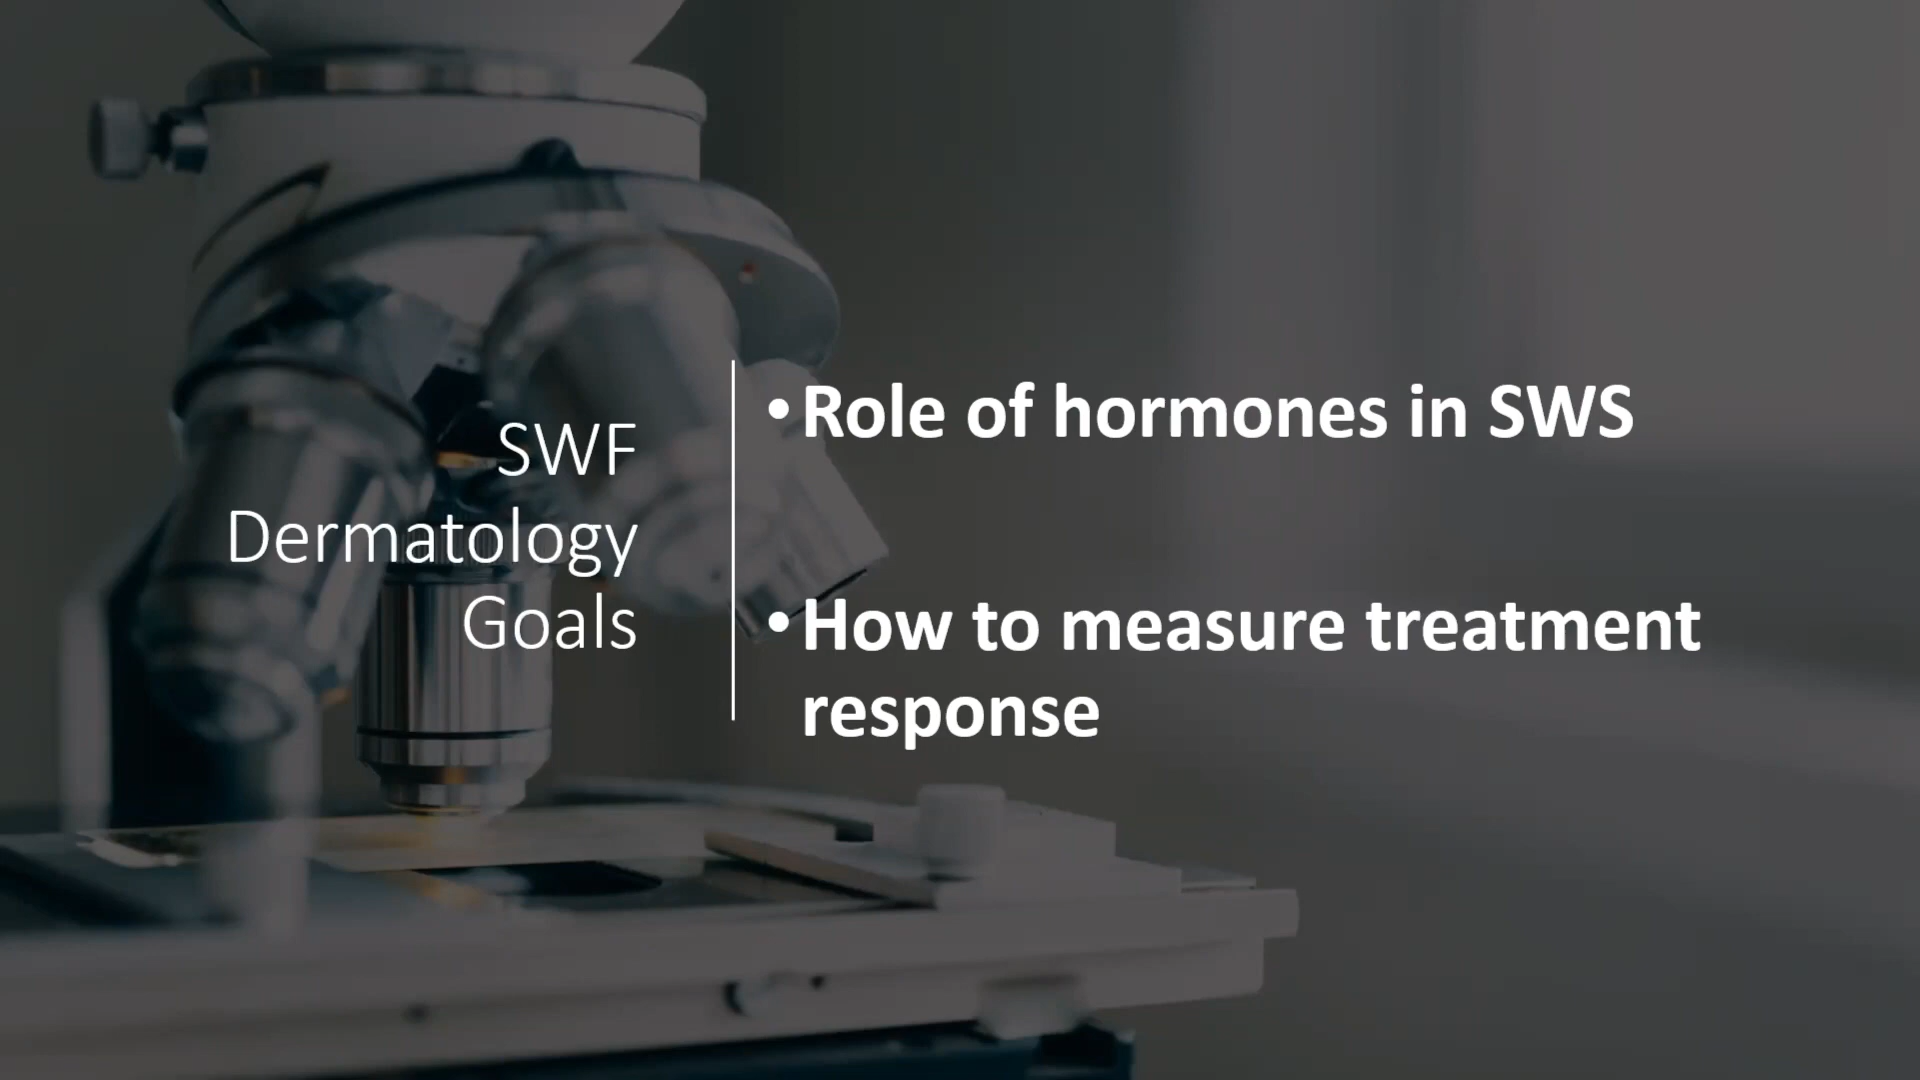 SWF
Dermatology
Goals
•Role of hormones in SWS
•How to measure treatment
response